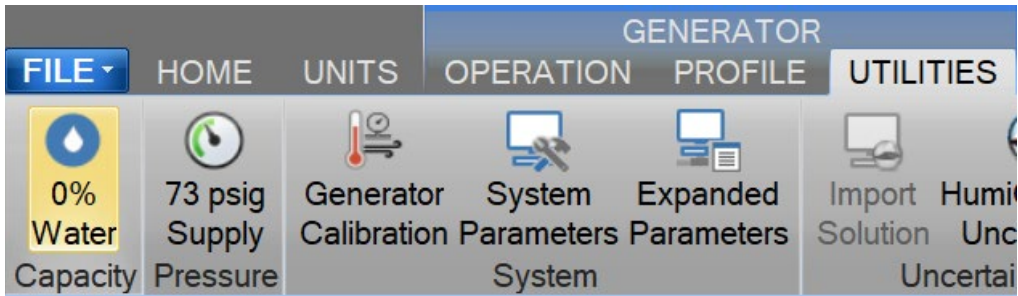 GENERATOR
FILE HOME UNITS OPERATION PROFILE UTILITIES
0% Water
73 psig Supply
Generator Calibration
System Parameters
Expanded Parameters
Import Solution
Capacity Pressure System